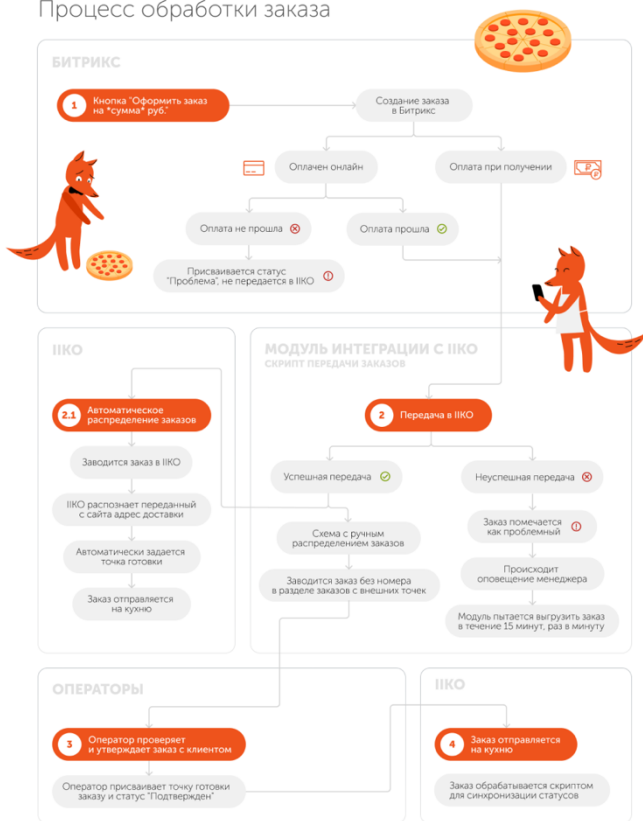 Процесс обработки заказа
БИТРИКС
1
Кнопка "Оформить заказ
на *сумма* руб."
Создание заказа
в Битрикс
Оплачен онлайн
Оплата при получении
Оплата не прошла
Оплата прошла
Присваивается статус
"Проблема", не передается в IIKO
IIKO
2.1
Автоматическое
распределение заказов
Заводится заказ в IIKO
IIKO распознает переданный
с сайта адрес доставки
Автоматически задается
точка готовки
Заказ отправляется
на кухню
МОДУЛЬ ИНТЕГРАЦИИ С IIKO
СКРИПТ ПЕРЕДАЧИ ЗАКАЗОВ
2
Передача в IIKO
Успешная передача
Неуспешная передача
Схема с ручным
распределением заказов
Заводится заказ без номера
в разделе заказов с внешних точек
Заказ помечается
как проблемный
Происходит
оповещение менеджера
Модуль пытается выгрузить заказ
в течение 15 минут, раз в минуту
ОПЕРАТОРЫ
3
Оператор проверяет
и утверждает заказ с клиентом
Оператор присваивает точку готовки
заказу и статус "Подтвержден"
IIKO
4
Заказ отправляется
на кухню
Заказ обрабатывается скриптом
для синхронизации статусов